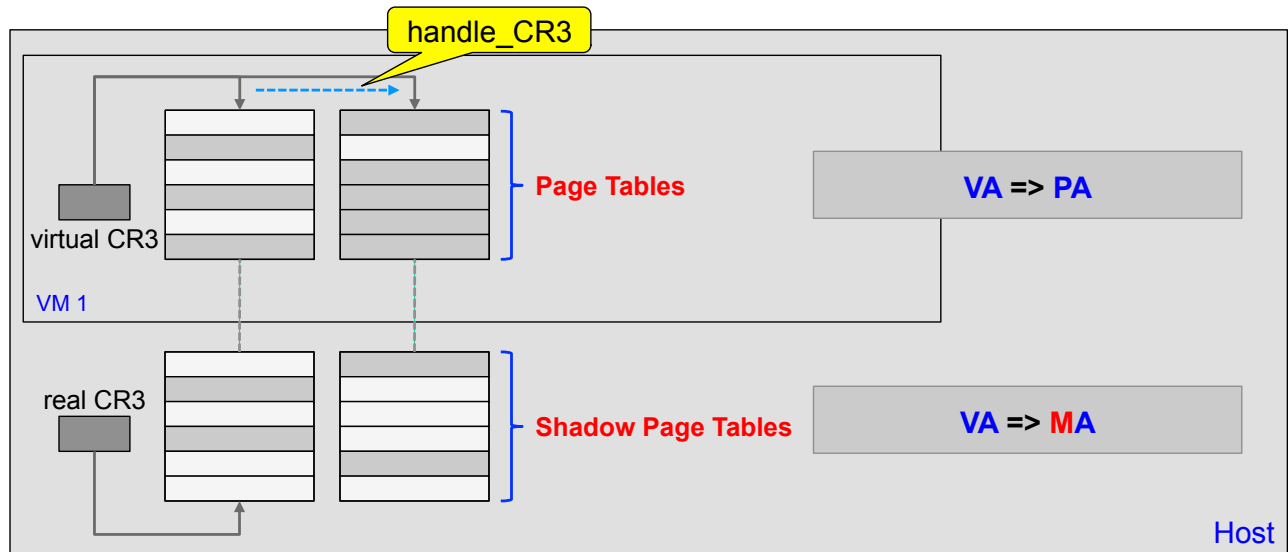 handle_CR3
Page Tables
VA => PA
virtual CR3
VM 1
real CR3
Shadow Page Tables
VA => MA
Host